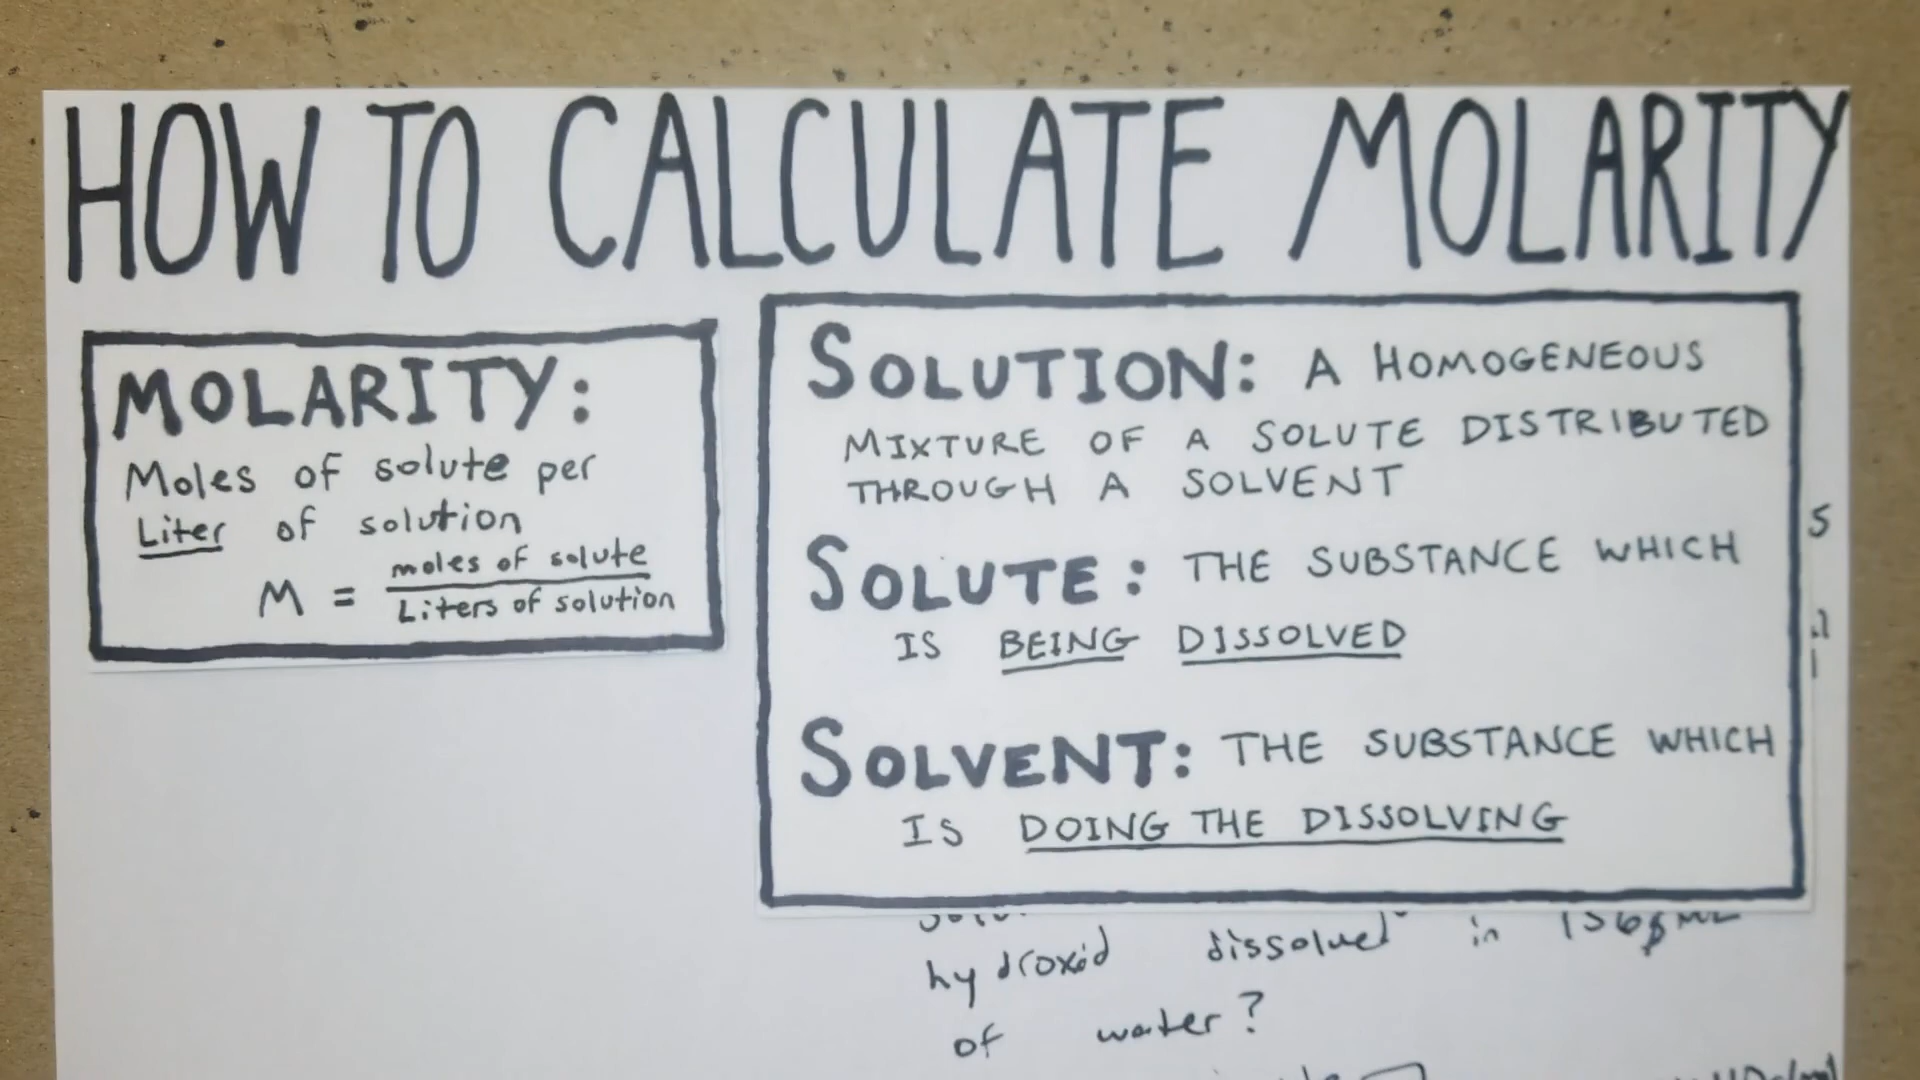 HOW TO CALCULATE MOLARITY
MOLARITY:
Moles of solute per
Liter of solution
M = moles of solute
Liters of solution
SOLUTION: A HOMOGENEOUS
MIXTURE OF A SOLUTE DISTRIBUTED
THROUGH A SOLVENT
SOLUTE: THE SUBSTANCE WHICH
IS BEING DISSOLVED
SOLVENT: THE SUBSTANCE WHICH
IS DOING THE DISSOLVING
hydroxid dissolved in
of water?